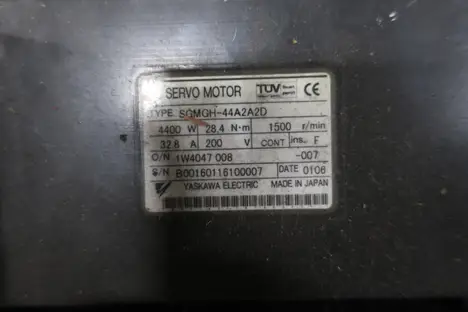 SERVO MOTOR TÜV CE
TYPE SGMGH-44A2A2D
4400 W 28.4 N·m 1500 r/min
32.8 A 200 V CONT ins. F
O/N 1W4047 008 -007
S/N B00160116100007 DATE 0106
YASKAWA ELECTRIC MADE IN JAPAN